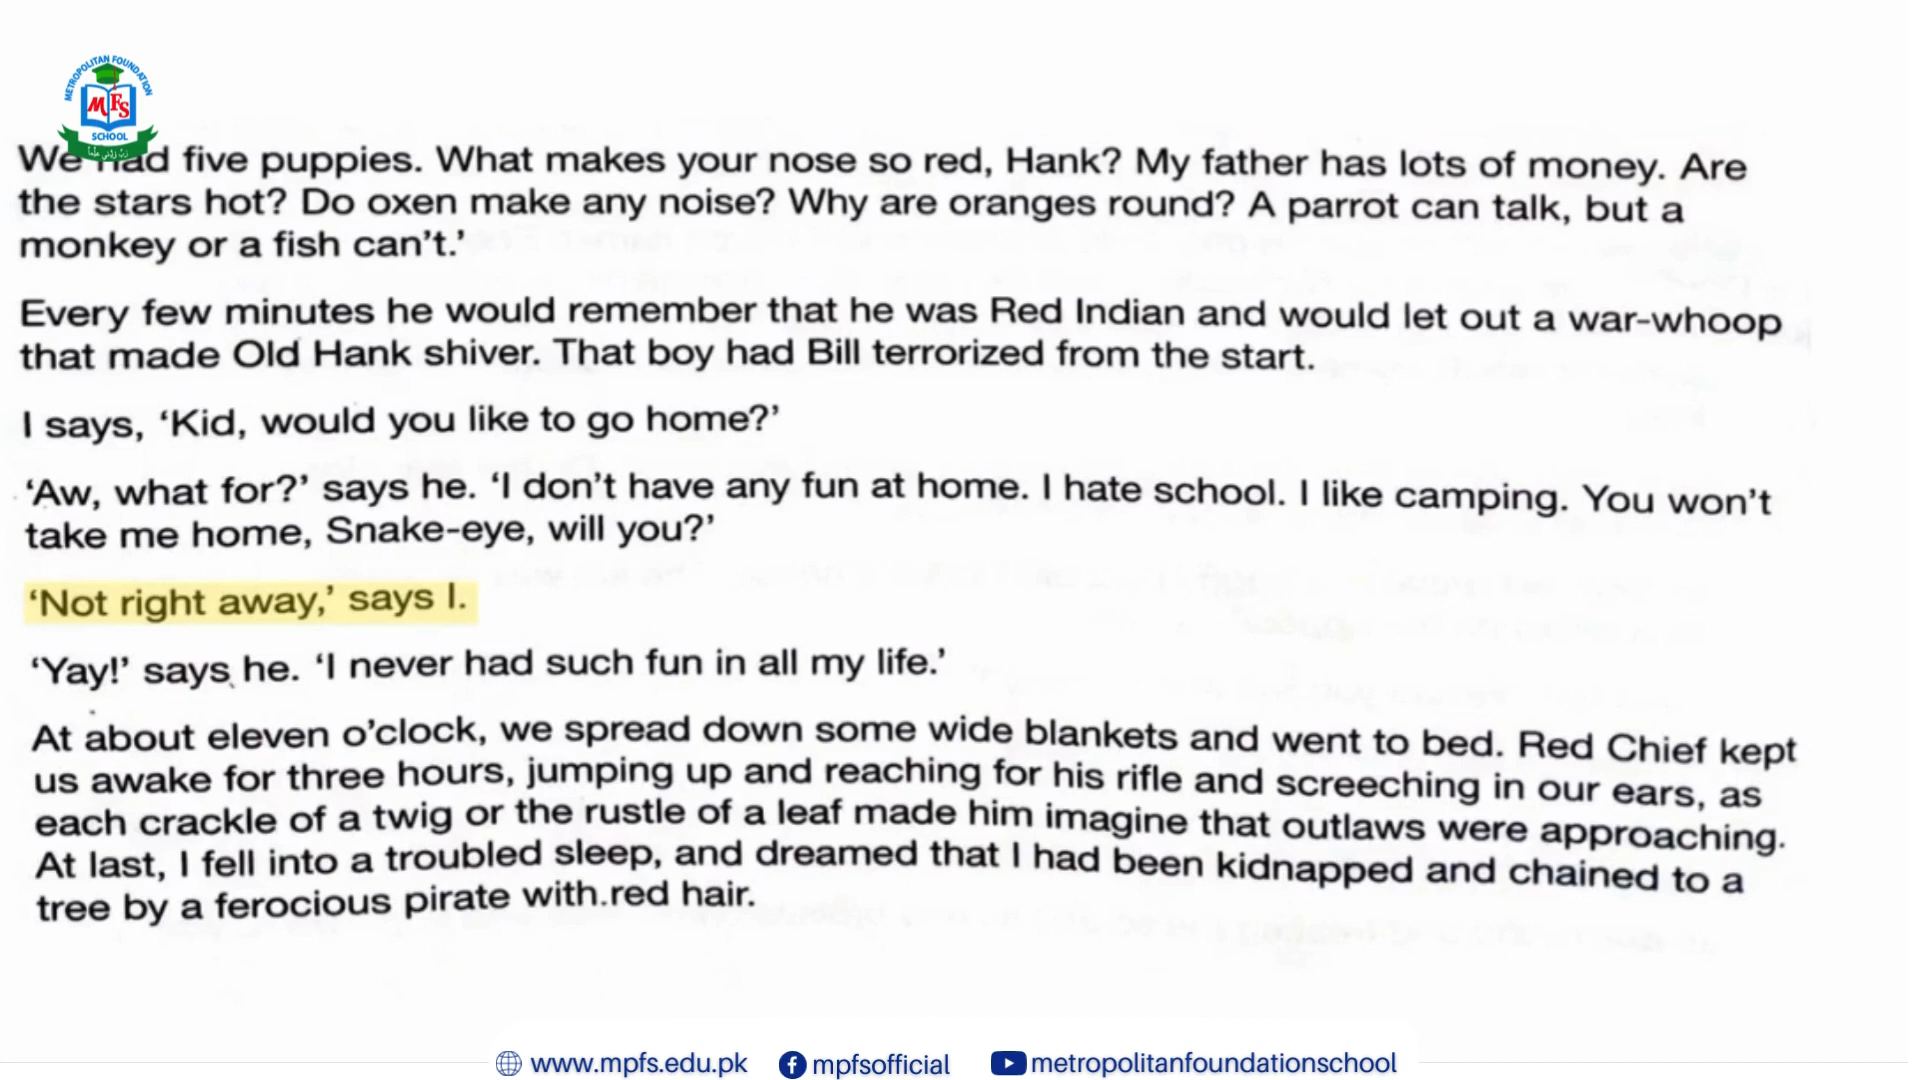 METROPOLITAN FOUNDATION
MFS
SCHOOL
We had five puppies. What makes your nose so red, Hank? My father has lots of money. Are
the stars hot? Do oxen make any noise? Why are oranges round? A parrot can talk, but a
monkey or a fish can't.'
Every few minutes he would remember that he was Red Indian and would let out a war-whoop
that made Old Hank shiver. That boy had Bill terrorized from the start.
I says, 'Kid, would you like to go home?'
'Aw, what for?' says he. 'I don't have any fun at home. I hate school. I like camping. You won't
take me home, Snake-eye, will you?'
'Not right away,' says I.
'Yay!' says he. 'I never had such fun in all my life.'
At about eleven o'clock, we spread down some wide blankets and went to bed. Red Chief kept
us awake for three hours, jumping up and reaching for his rifle and screeching in our ears, as
each crackle of a twig or the rustle of a leaf made him imagine that outlaws were approaching.
At last, I fell into a troubled sleep, and dreamed that I had been kidnapped and chained to a
tree by a ferocious pirate with.red hair.
www.mpfs.edu.pk mpfsofficial metropolitanfoundationschool